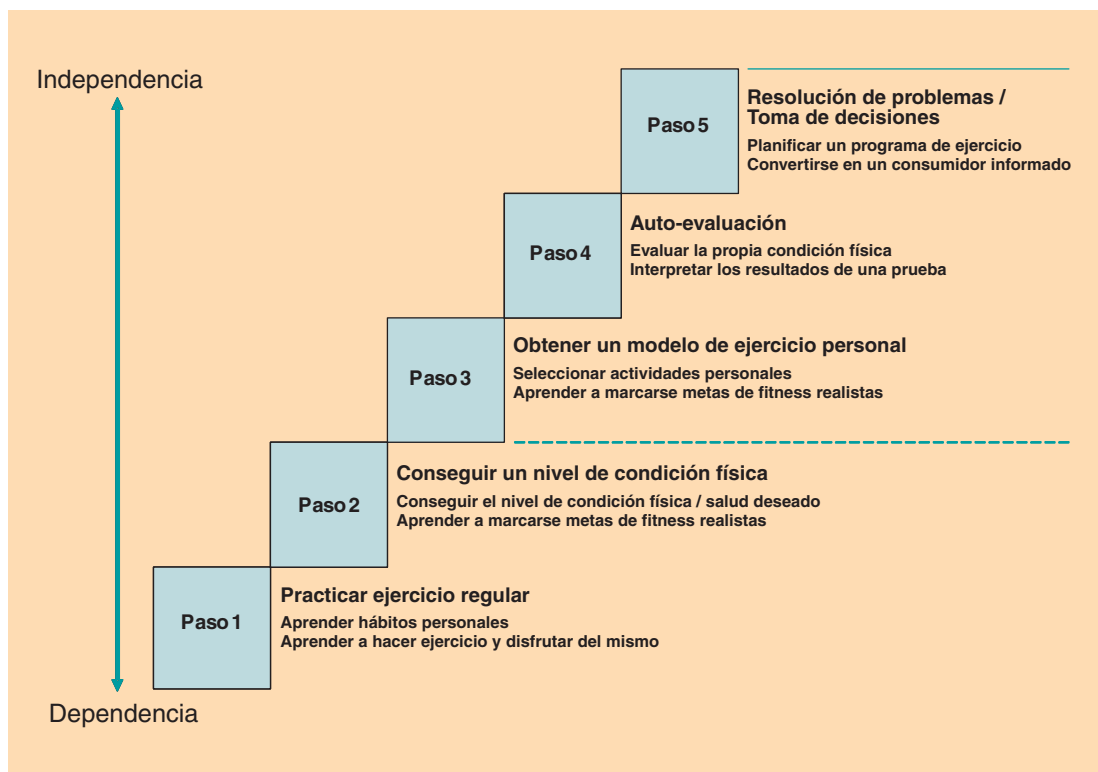 Independencia
Paso 5
Resolución de problemas /
Toma de decisiones
Planificar un programa de ejercicio
Convertirse en un consumidor informado
Paso 4
Auto-evaluación
Evaluar la propia condición física
Interpretar los resultados de una prueba
Paso 3
Obtener un modelo de ejercicio personal
Seleccionar actividades personales
Aprender a marcarse metas de fitness realistas
Paso 2
Conseguir un nivel de condición física
Conseguir el nivel de condición física / salud deseado
Aprender a marcarse metas de fitness realistas
Paso 1
Practicar ejercicio regular
Aprender hábitos personales
Aprender a hacer ejercicio y disfrutar del mismo
Dependencia